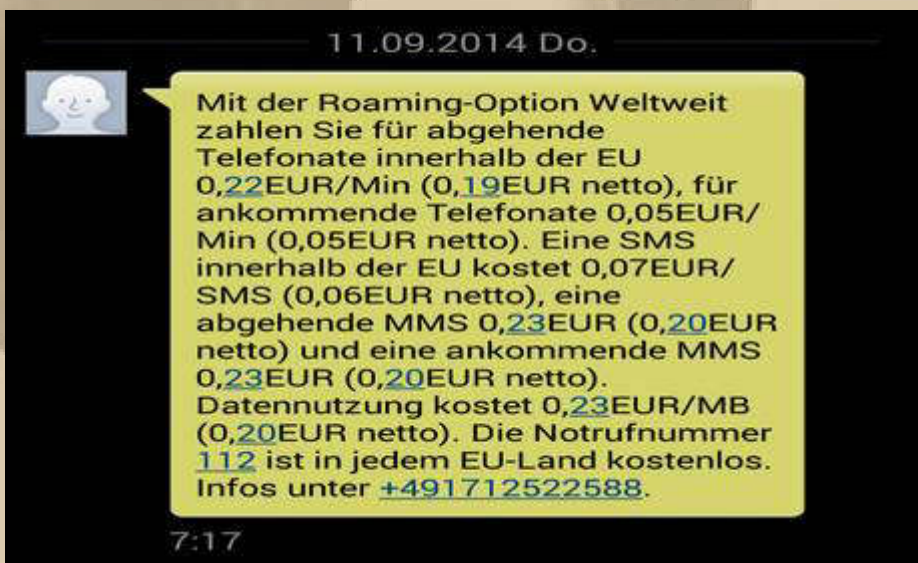 11.09.2014 Do.
Mit der Roaming-Option Weltweit
zahlen Sie für abgehende
Telefonate innerhalb der EU
0,22EUR/Min (0,19EUR netto), für
ankommende Telefonate 0,05EUR/
Min (0,05EUR netto). Eine SMS
innerhalb der EU kostet 0,07EUR/
SMS (0,06EUR netto), eine
abgehende MMS 0,23EUR (0,20EUR
netto) und eine ankommende MMS
0,23EUR (0,20EUR netto).
Datennutzung kostet 0,23EUR/MB
(0,20EUR netto). Die Notrufnummer
112 ist in jedem EU-Land kostenlos.
Infos unter +491712522588.
7:17